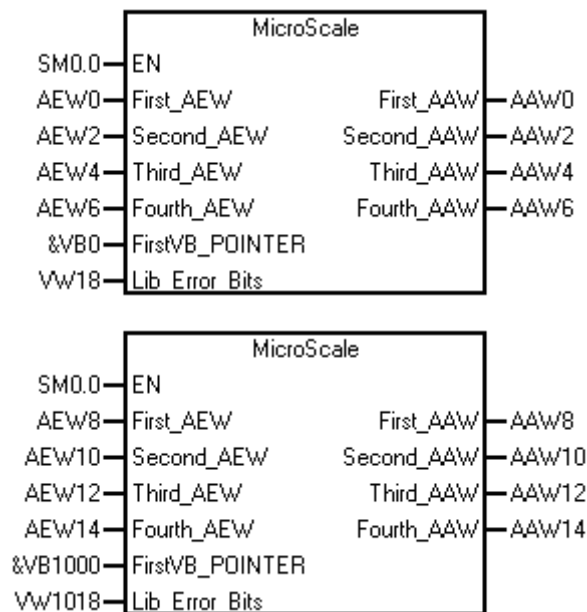 MicroScale
SM0.0 EN
AEW0 First_AEW First_AAW AAW0
AEW2 Second_AEW Second_AAW AAW2
AEW4 Third_AEW Third_AAW AAW4
AEW6 Fourth_AEW Fourth_AAW AAW6
&VB0 FirstVB_POINTER
VW18 Lib_Error_Bits
MicroScale
SM0.0 EN
AEW8 First_AEW First_AAW AAW8
AEW10 Second_AEW Second_AAW AAW10
AEW12 Third_AEW Third_AAW AAW12
AEW14 Fourth_AEW Fourth_AAW AAW14
&VB1000 FirstVB_POINTER
VW1018 Lib_Error_Bits